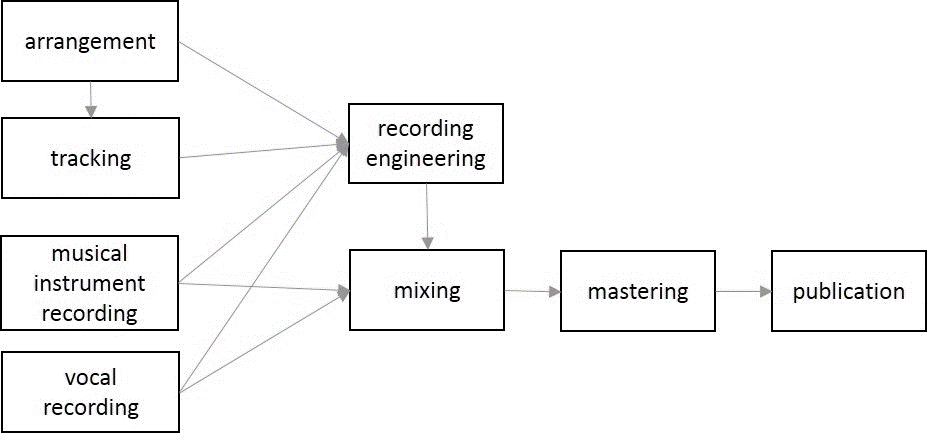 arrangement
tracking
musical
instrument
recording
vocal
recording
recording
engineering
mixing
mastering
publication